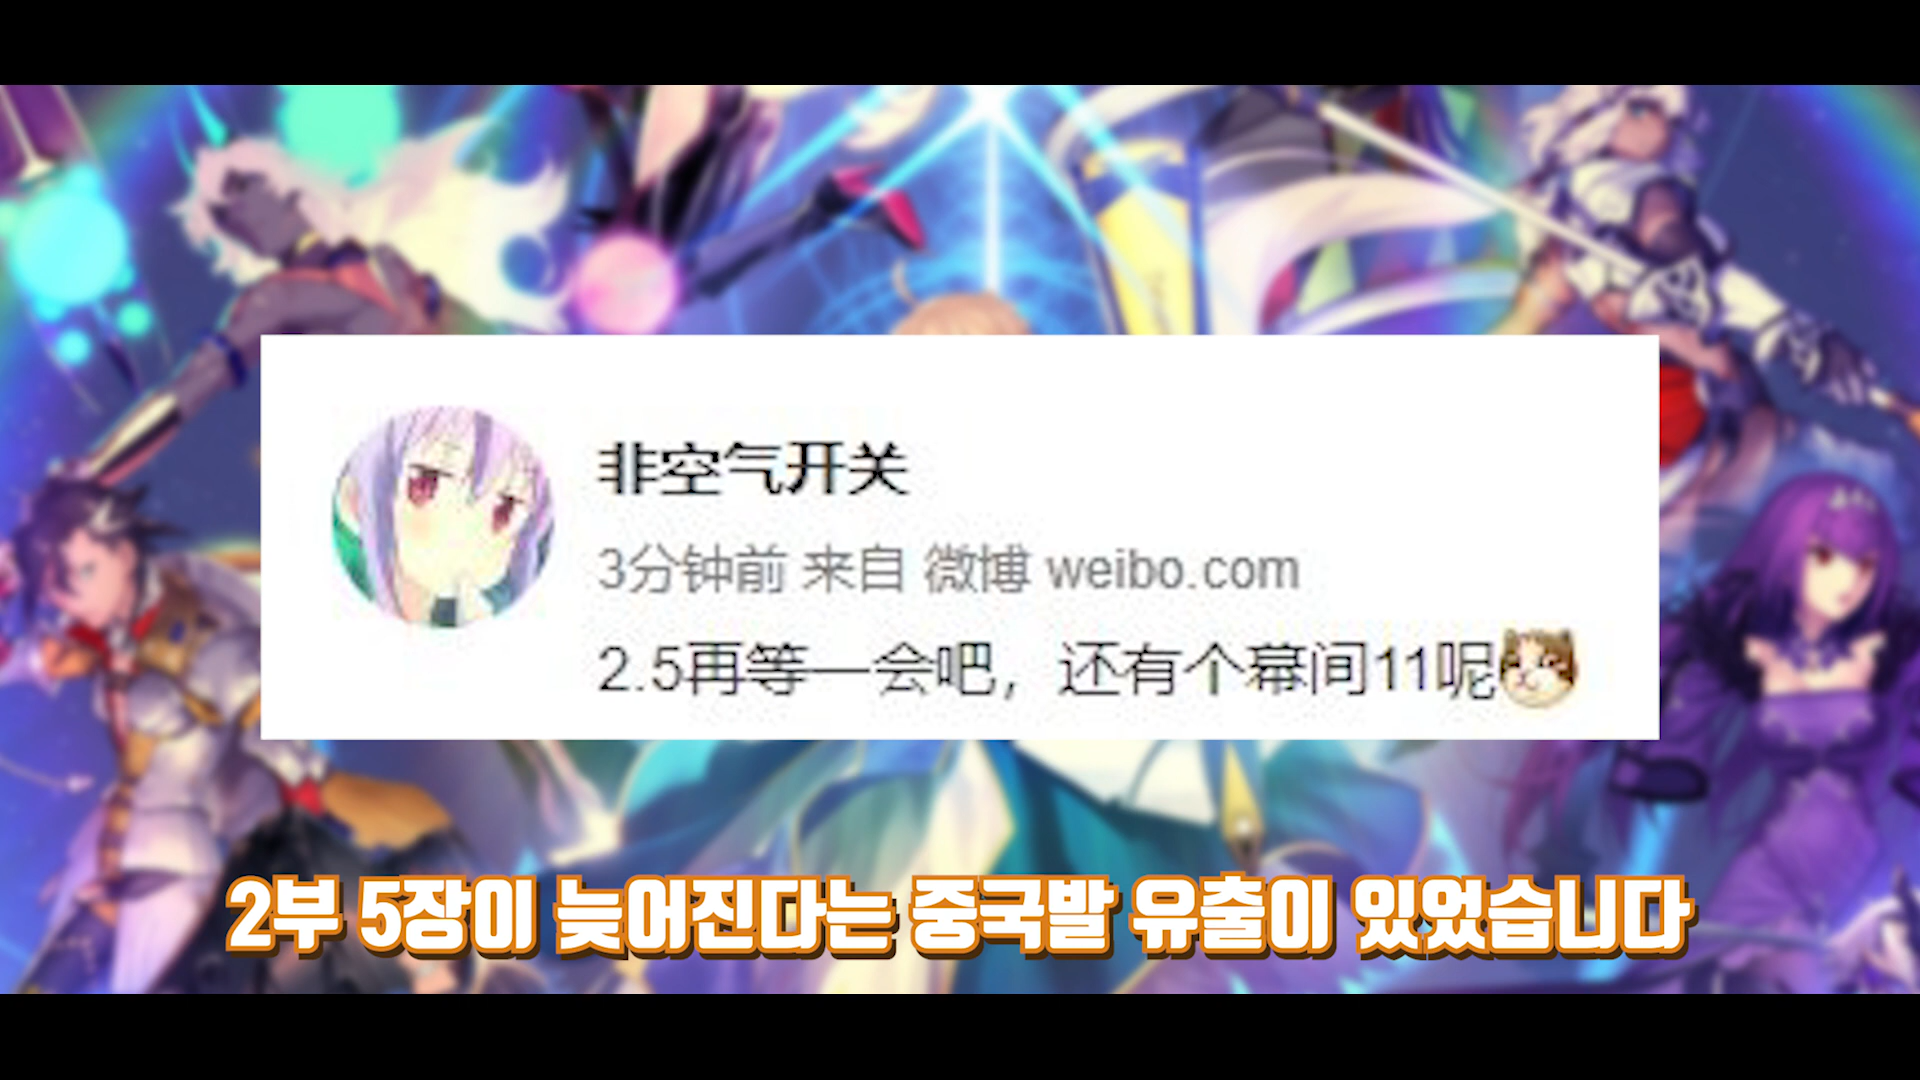 非空气开关
3分钟前 来自 微博 weibo.com
2.5再等一会吧，还有个幕间11呢
2부 5장이 늦어진다는 중국발 유출이 있었습니다